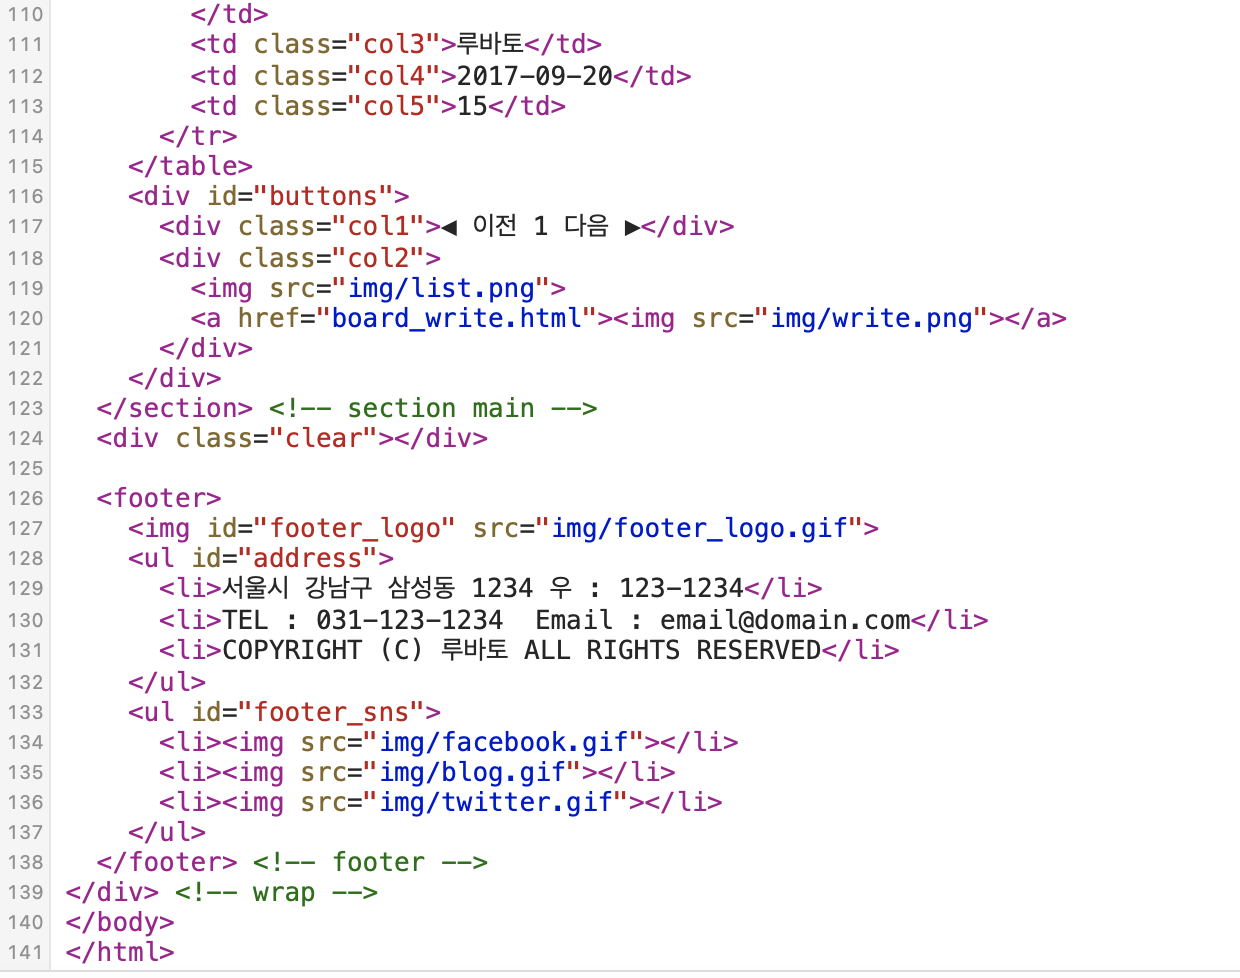 110         </td>
111         <td class="col3">루바토</td>
112         <td class="col4">2017-09-20</td>
113         <td class="col5">15</td>
114       </tr>
115     </table>
116     <div id="buttons">
117       <div class="col1">◀ 이전 1 다음 ▶</div>
118       <div class="col2">
119         <img src="img/list.png">
120         <a href="board_write.html"><img src="img/write.png"></a>
121       </div>
122     </div>
123   </section> <!-- section main -->
124   <div class="clear"></div>
125
126   <footer>
127     <img id="footer_logo" src="img/footer_logo.gif">
128     <ul id="address">
129       <li>서울시 강남구 삼성동 1234 우 : 123-1234</li>
130       <li>TEL : 031-123-1234  Email : email@domain.com</li>
131       <li>COPYRIGHT (C) 루바토 ALL RIGHTS RESERVED</li>
132     </ul>
133     <ul id="footer_sns">
134       <li><img src="img/facebook.gif"></li>
135       <li><img src="img/blog.gif"></li>
136       <li><img src="img/twitter.gif"></li>
137     </ul>
138   </footer> <!-- footer -->
139 </div> <!-- wrap -->
140 </body>
141 </html>